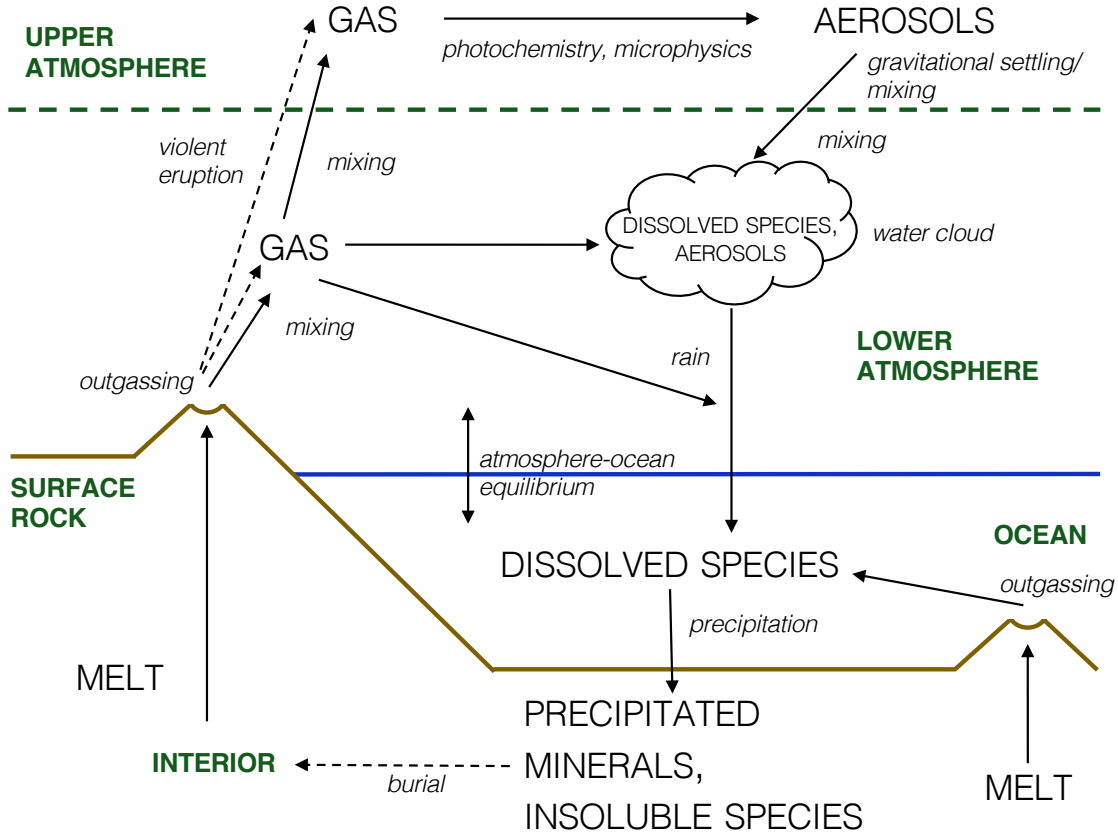 GAS
AEROSOLS
UPPER
ATMOSPHERE
photochemistry, microphysics
gravitational settling/
mixing
violent
eruption
mixing
mixing
DISSOLVED SPECIES,
AEROSOLS
water cloud
GAS
mixing
rain
LOWER
ATMOSPHERE
outgassing
atmosphere-ocean
equilibrium
SURFACE
ROCK
OCEAN
DISSOLVED SPECIES
outgassing
precipitation
MELT
PRECIPITATED
MINERALS,
INSOLUBLE SPECIES
INTERIOR
burial
MELT